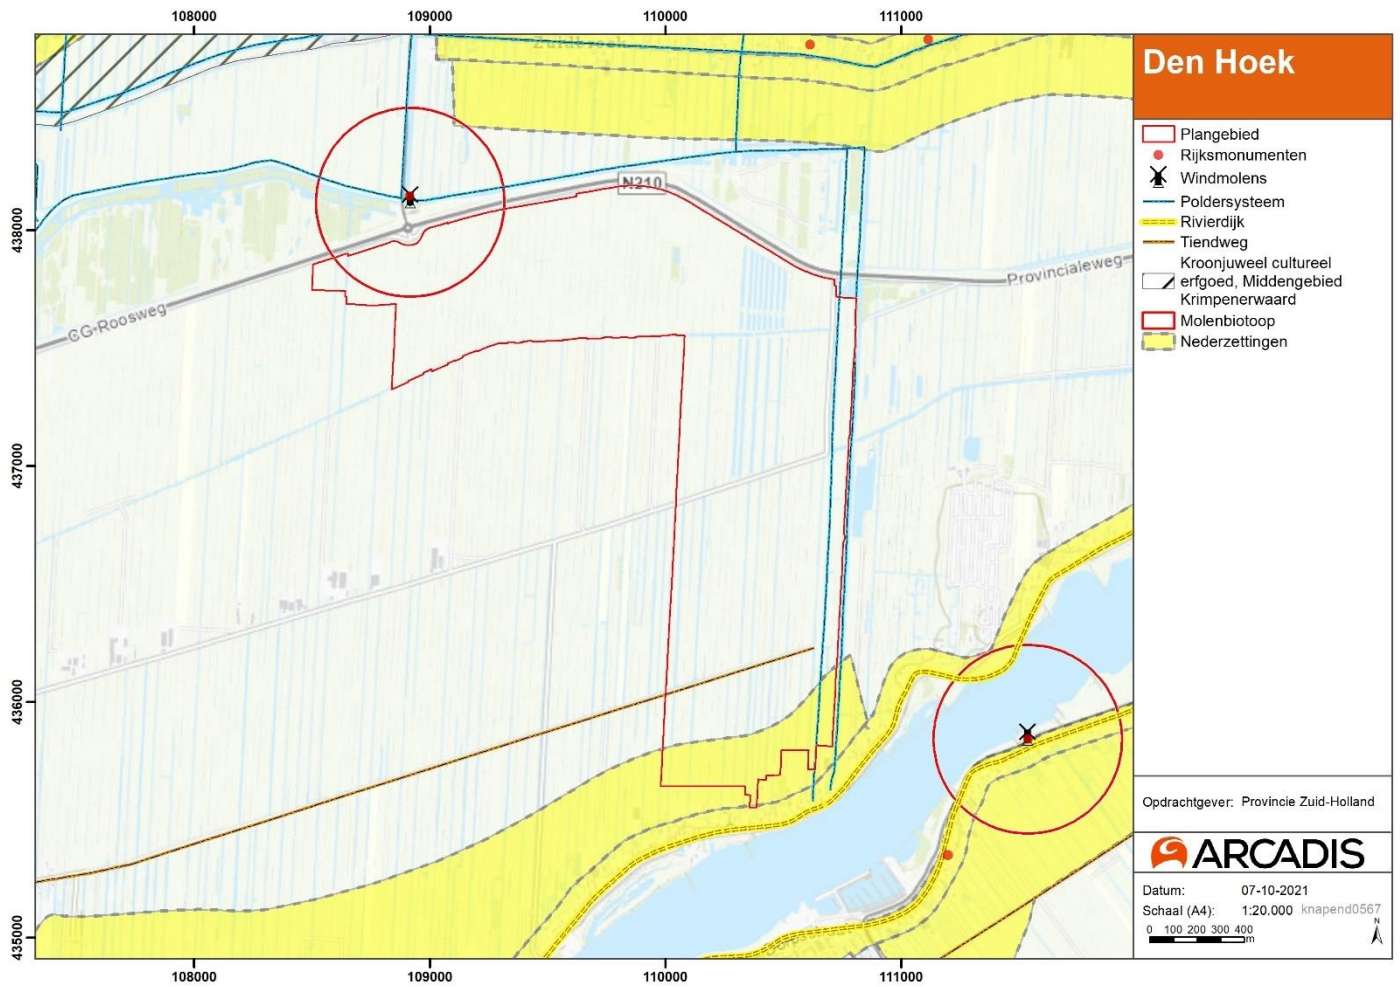 108000
109000
110000
111000
Zuidbroek
N210
CG-Roosweg
Provincialeweg
438000
437000
436000
435000
108000
109000
110000
111000
Den Hoek
Plangebied
Rijksmonumenten
Windmolens
Poldersysteem
Rivierdijk
Tiendweg
Kroonjuweel cultureel
erfgoed, Middengebied
Krimpenerwaard
Molenbiotoop
Nederzettingen
Opdrachtgever: Provincie Zuid-Holland
ARCADIS
Datum: 07-10-2021
Schaal (A4): 1:20.000 knapend0567
0 100 200 300 400
m
N